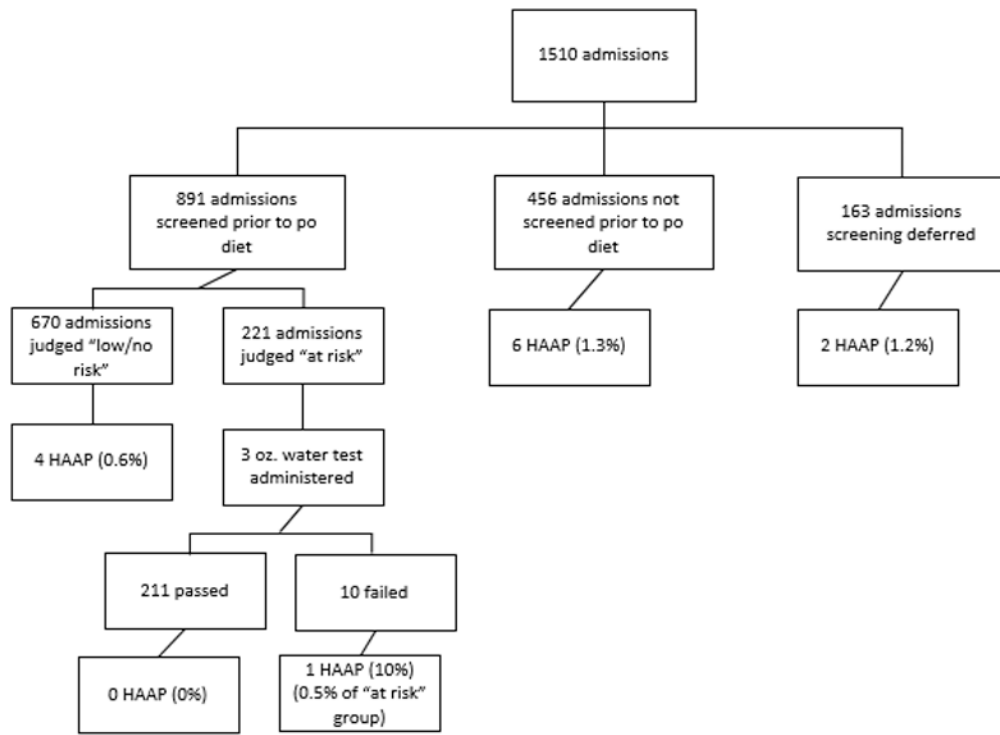 1510 admissions
891 admissions
screened prior to po
diet
456 admissions not
screened prior to po
diet
163 admissions
screening deferred
670 admissions
judged “low/no
risk”
221 admissions
judged “at risk”
6 HAAP (1.3%)
2 HAAP (1.2%)
4 HAAP (0.6%)
3 oz. water test
administered
211 passed
10 failed
0 HAAP (0%)
1 HAAP (10%)
(0.5% of “at risk”
group)